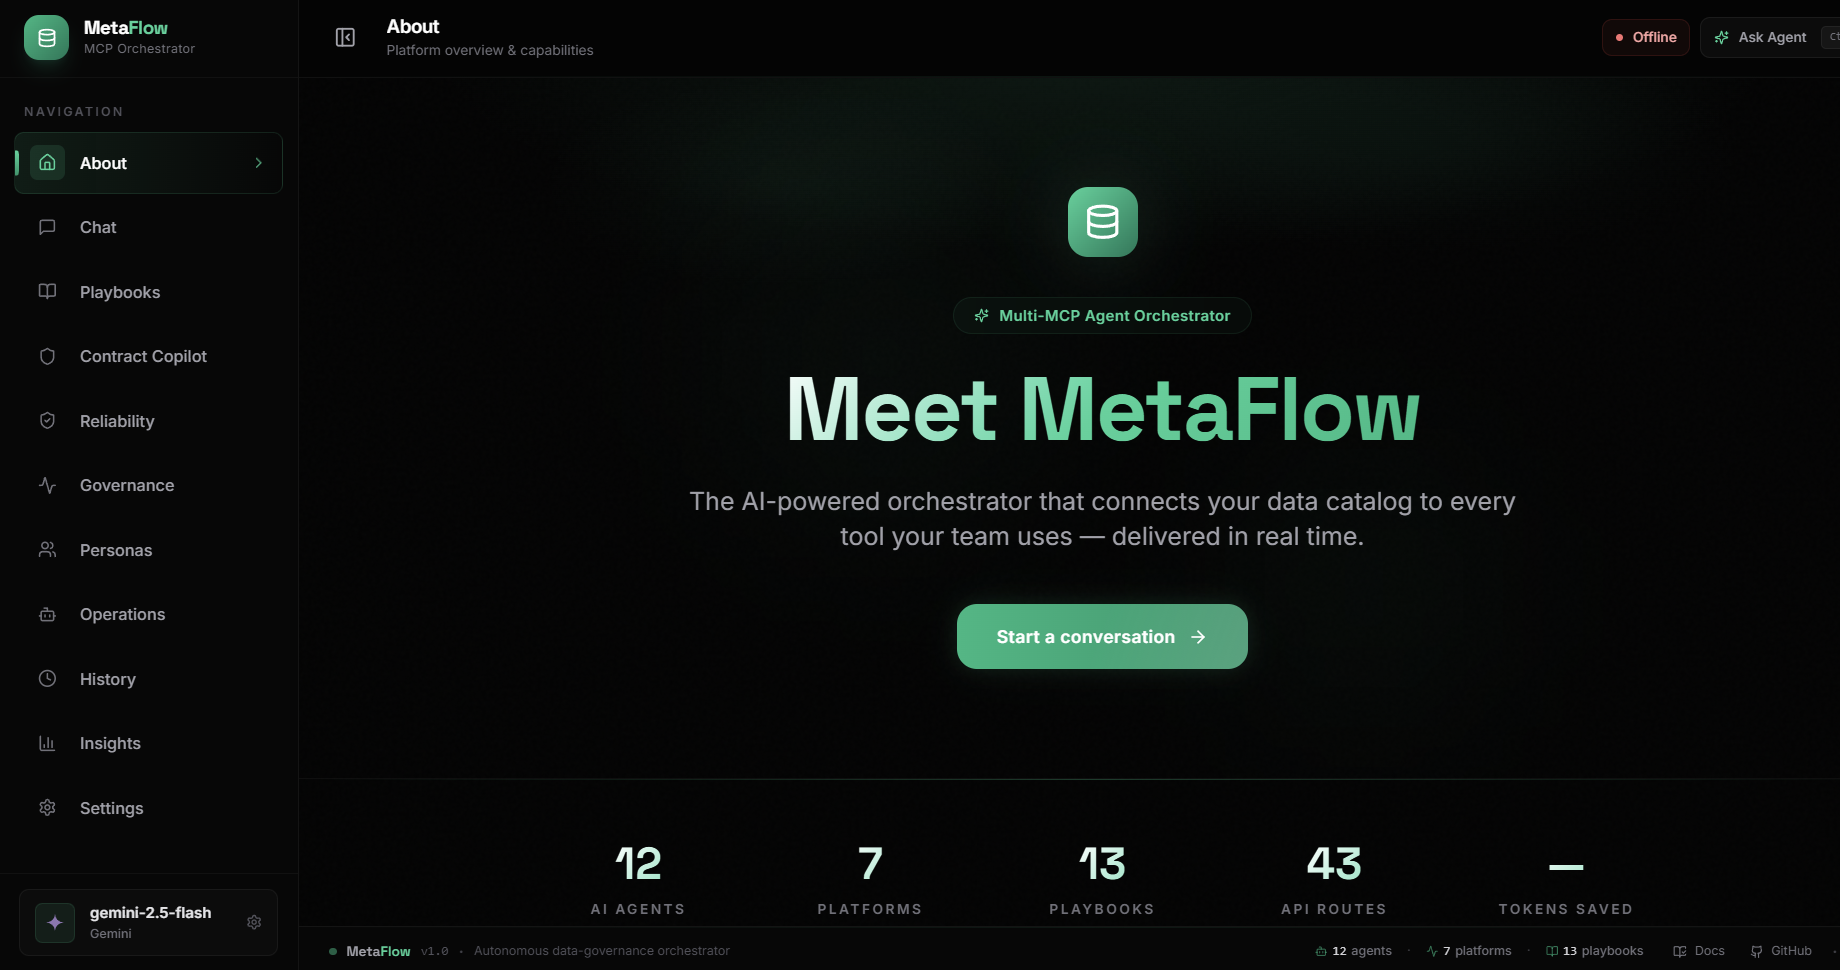 MetaFlow
MCP Orchestrator
NAVIGATION
About
Chat
Playbooks
Contract Copilot
Reliability
Governance
Personas
Operations
History
Insights
Settings
gemini-2.5-flash
Gemini
About
Platform overview & capabilities
Offline
Ask Agent
Multi-MCP Agent Orchestrator
Meet MetaFlow
The AI-powered orchestrator that connects your data catalog to every
tool your team uses — delivered in real time.
Start a conversation
12
AI AGENTS
7
PLATFORMS
13
PLAYBOOKS
43
API ROUTES
—
TOKENS SAVED
MetaFlow v1.0 · Autonomous data-governance orchestrator
12 agents · 7 platforms · 13 playbooks Docs GitHub